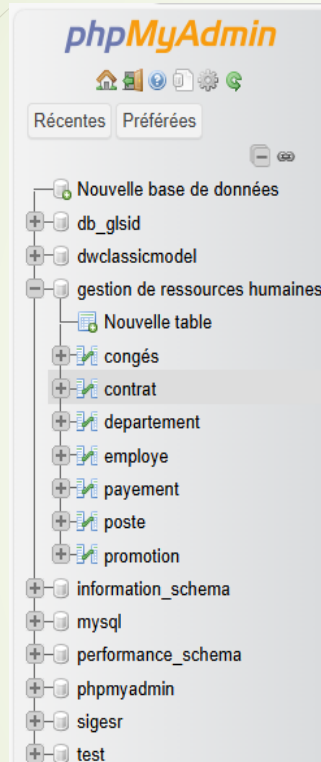 phpMyAdmin
Récentes Préférées
Nouvelle base de données
db_glsid
dwclassicmodel
gestion de ressources humaines
Nouvelle table
congés
contrat
departement
employe
payement
poste
promotion
information_schema
mysql
performance_schema
phpmyadmin
sigesr
test